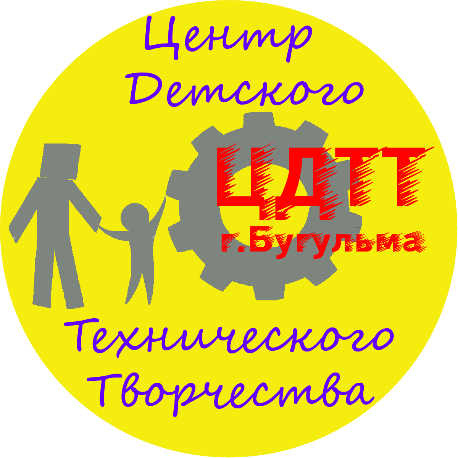 Центр
Детского
ЦДТТ
г.Бугульма
Технического
Творчества